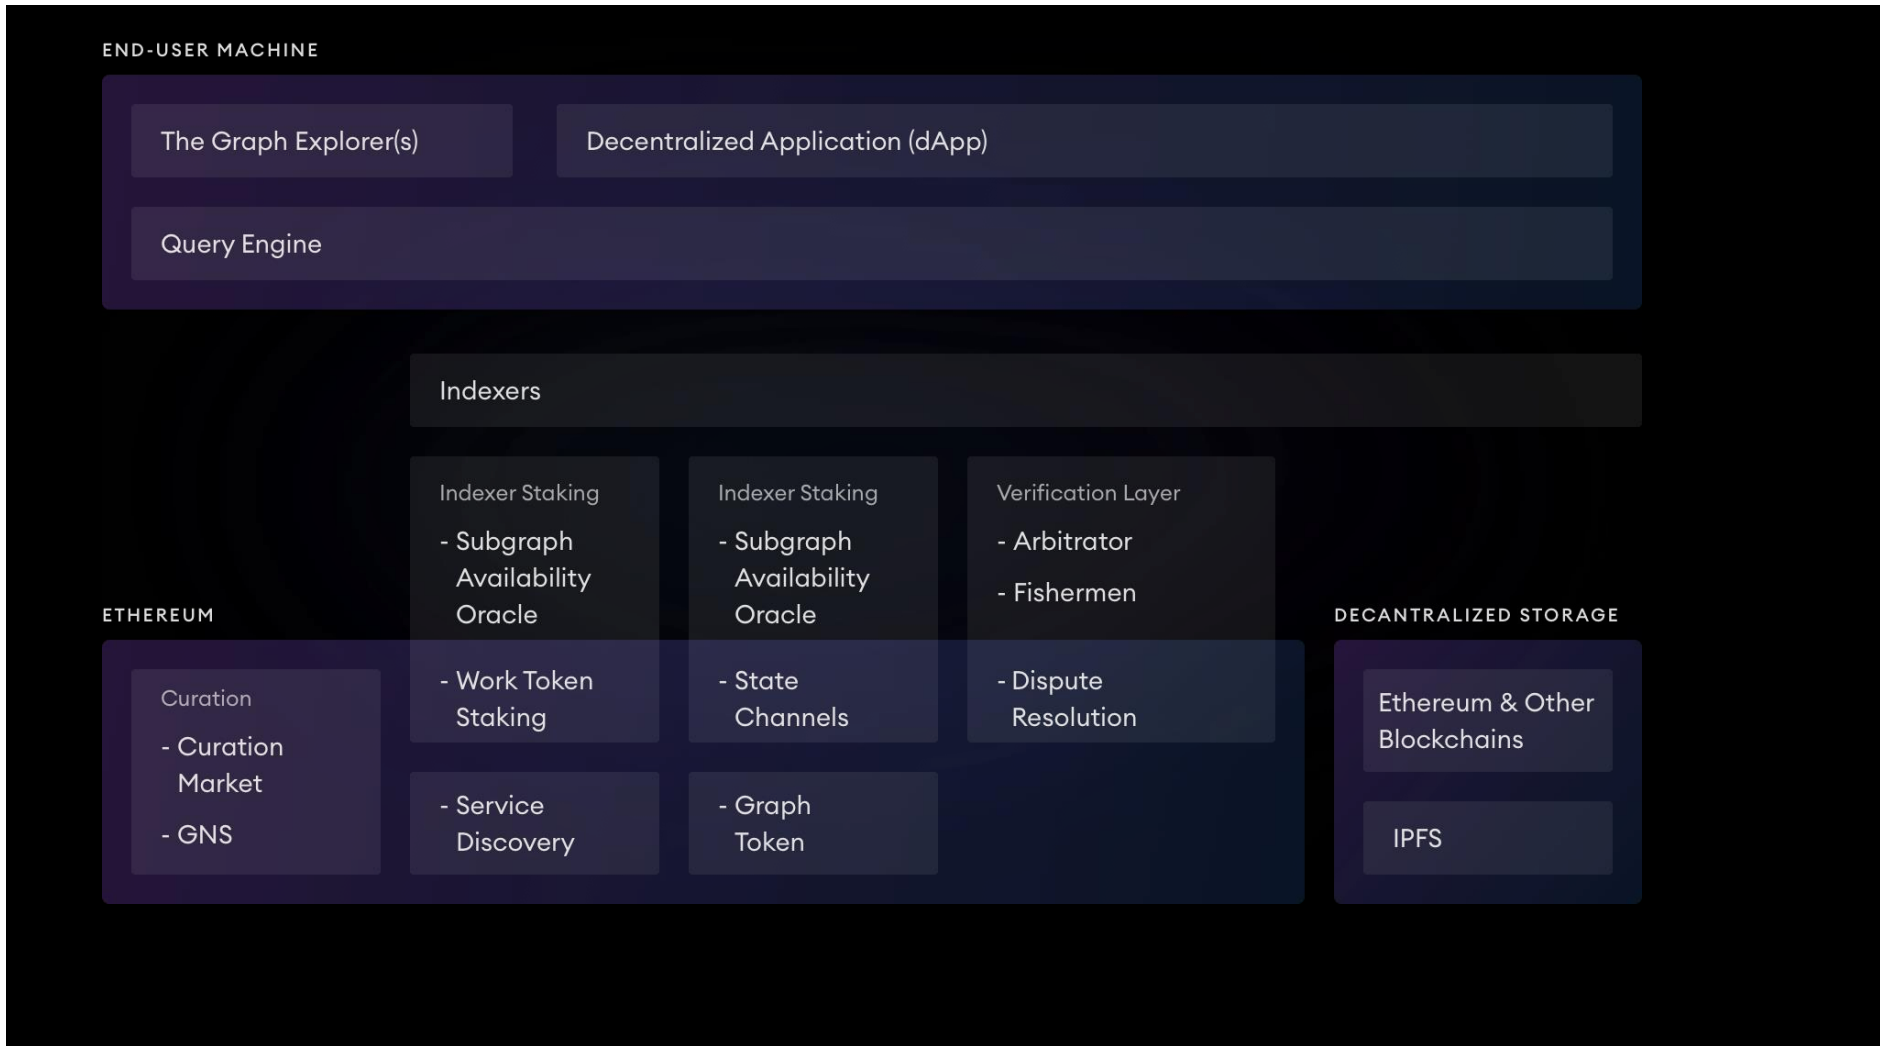 END-USER MACHINE
The Graph Explorer(s)
Decentralized Application (dApp)
Query Engine
Indexers
Indexer Staking
- Subgraph
Availability
Oracle
- Work Token
Staking
Indexer Staking
- Subgraph
Availability
Oracle
- State
Channels
Verification Layer
- Arbitrator
- Fishermen
- Dispute
Resolution
ETHEREUM
Curation
- Curation
Market
- GNS
- Service
Discovery
- Graph
Token
DECANTRALIZED STORAGE
Ethereum & Other
Blockchains
IPFS